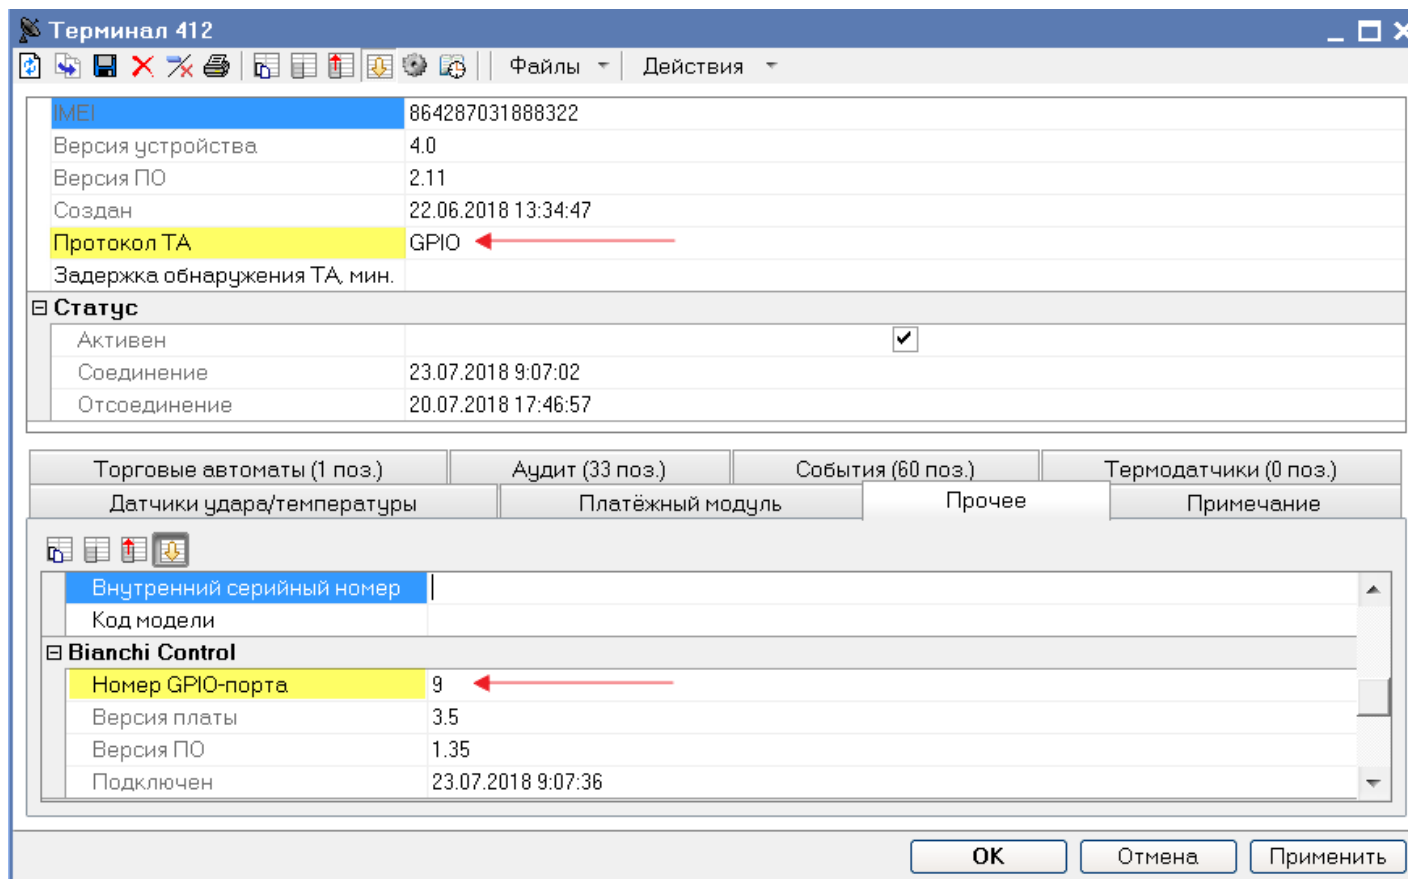 Терминал 412
Файлы Действия
IMEI 864287031888322
Версия устройства 4.0
Версия ПО 2.11
Создан 22.06.2018 13:34:47
Протокол ТА GPIO
Задержка обнаружения ТА, мин.
Статус
Активен
Соединение 23.07.2018 9:07:02
Отсоединение 20.07.2018 17:46:57
Торговые автоматы (1 поз.) Аудит (33 поз.) События (60 поз.) Термодатчики (0 поз.)
Датчики удара/температуры Платёжный модуль Прочее Примечание
Внутренний серийный номер
Код модели
Bianchi Control
Номер GPIO-порта 9
Версия платы 3.5
Версия ПО 1.35
Подключен 23.07.2018 9:07:36
OK Отмена Применить